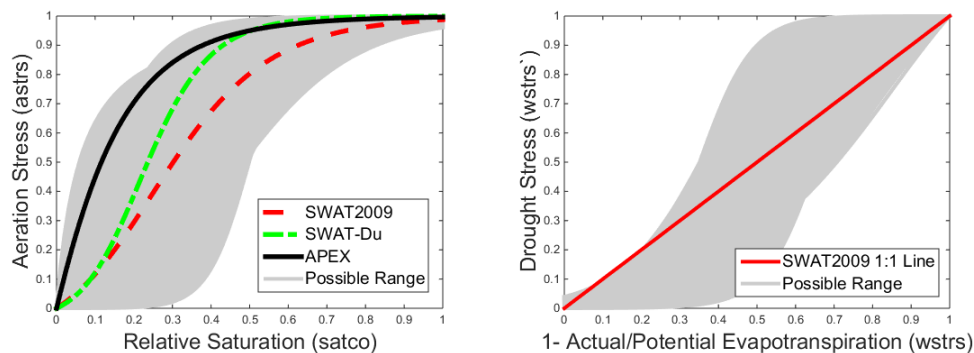 Aeration Stress (astrs)
1
0.9
0.8
0.7
0.6
0.5
0.4
0.3
0.2
0.1
0
0 0.1 0.2 0.3 0.4 0.5 0.6 0.7 0.8 0.9 1
Relative Saturation (satco)
SWAT2009
SWAT-Du
APEX
Possible Range
Drought Stress (wstrs`)
1
0.9
0.8
0.7
0.6
0.5
0.4
0.3
0.2
0.1
0
0 0.1 0.2 0.3 0.4 0.5 0.6 0.7 0.8 0.9 1
1- Actual/Potential Evapotranspiration (wstrs)
SWAT2009 1:1 Line
Possible Range